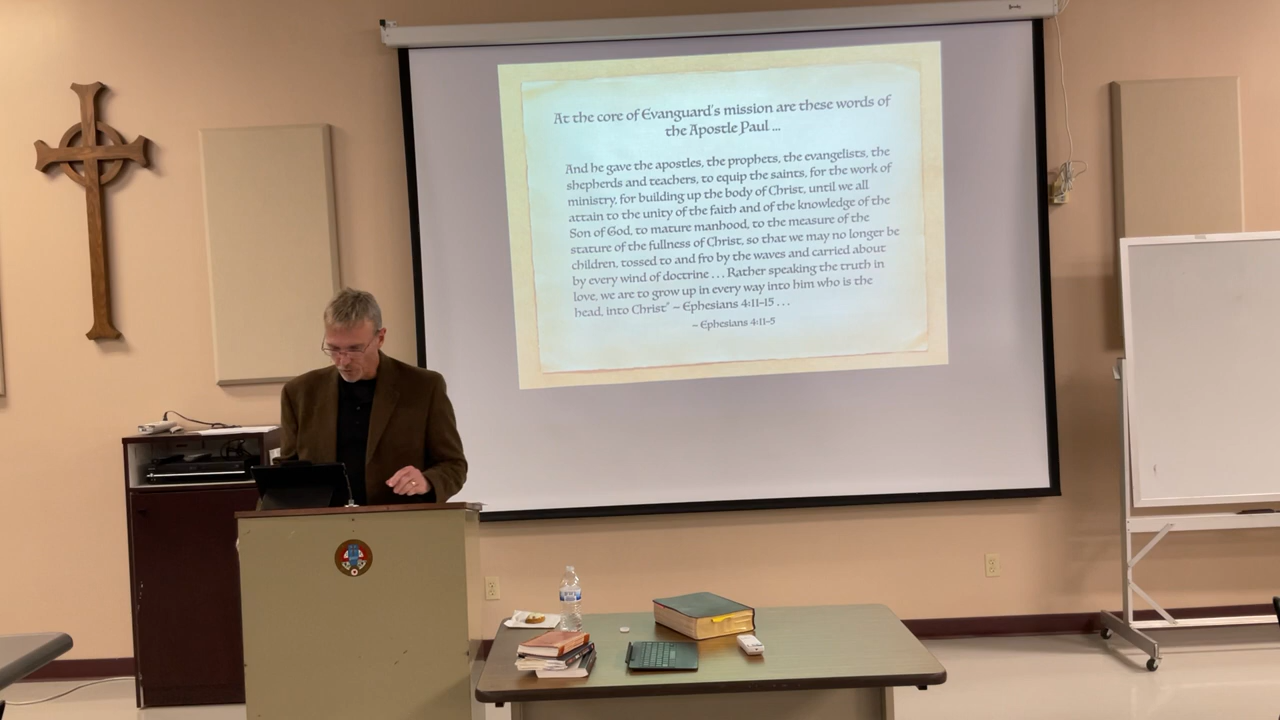 At the core of Evanguard's mission are these words of
the Apostle Paul ...
And he gave the apostles, the prophets, the evangelists, the
shepherds and teachers, to equip the saints, for the work of
ministry, for building up the body of Christ, until we all
attain to the unity of the faith and of the knowledge of the
Son of God, to mature manhood, to the measure of the
stature of the fullness of Christ, so that we may no longer be
children, tossed to and fro by the waves and carried about
by every wind of doctrine . . . Rather speaking the truth in
love, we are to grow up in every way into him who is the
head, into Christ" ~ Ephesians 4:11-15 . . .
~ Ephesians 4:11-5